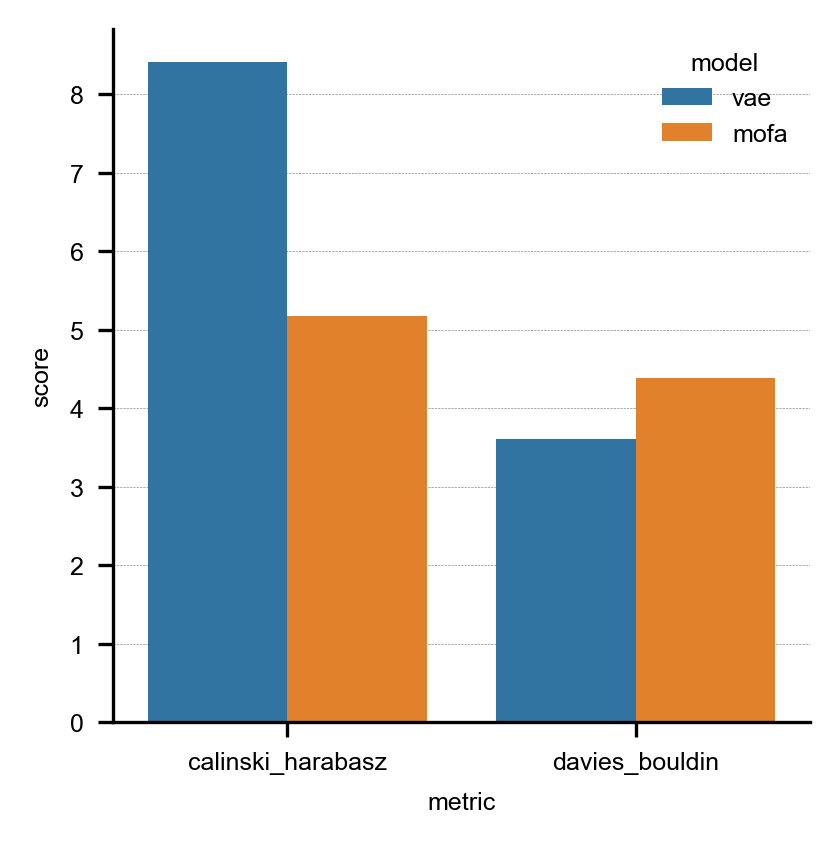 model
vae
mofa
8
7
6
5
4
3
2
1
0
score
calinski_harabasz
davies_bouldin
metric